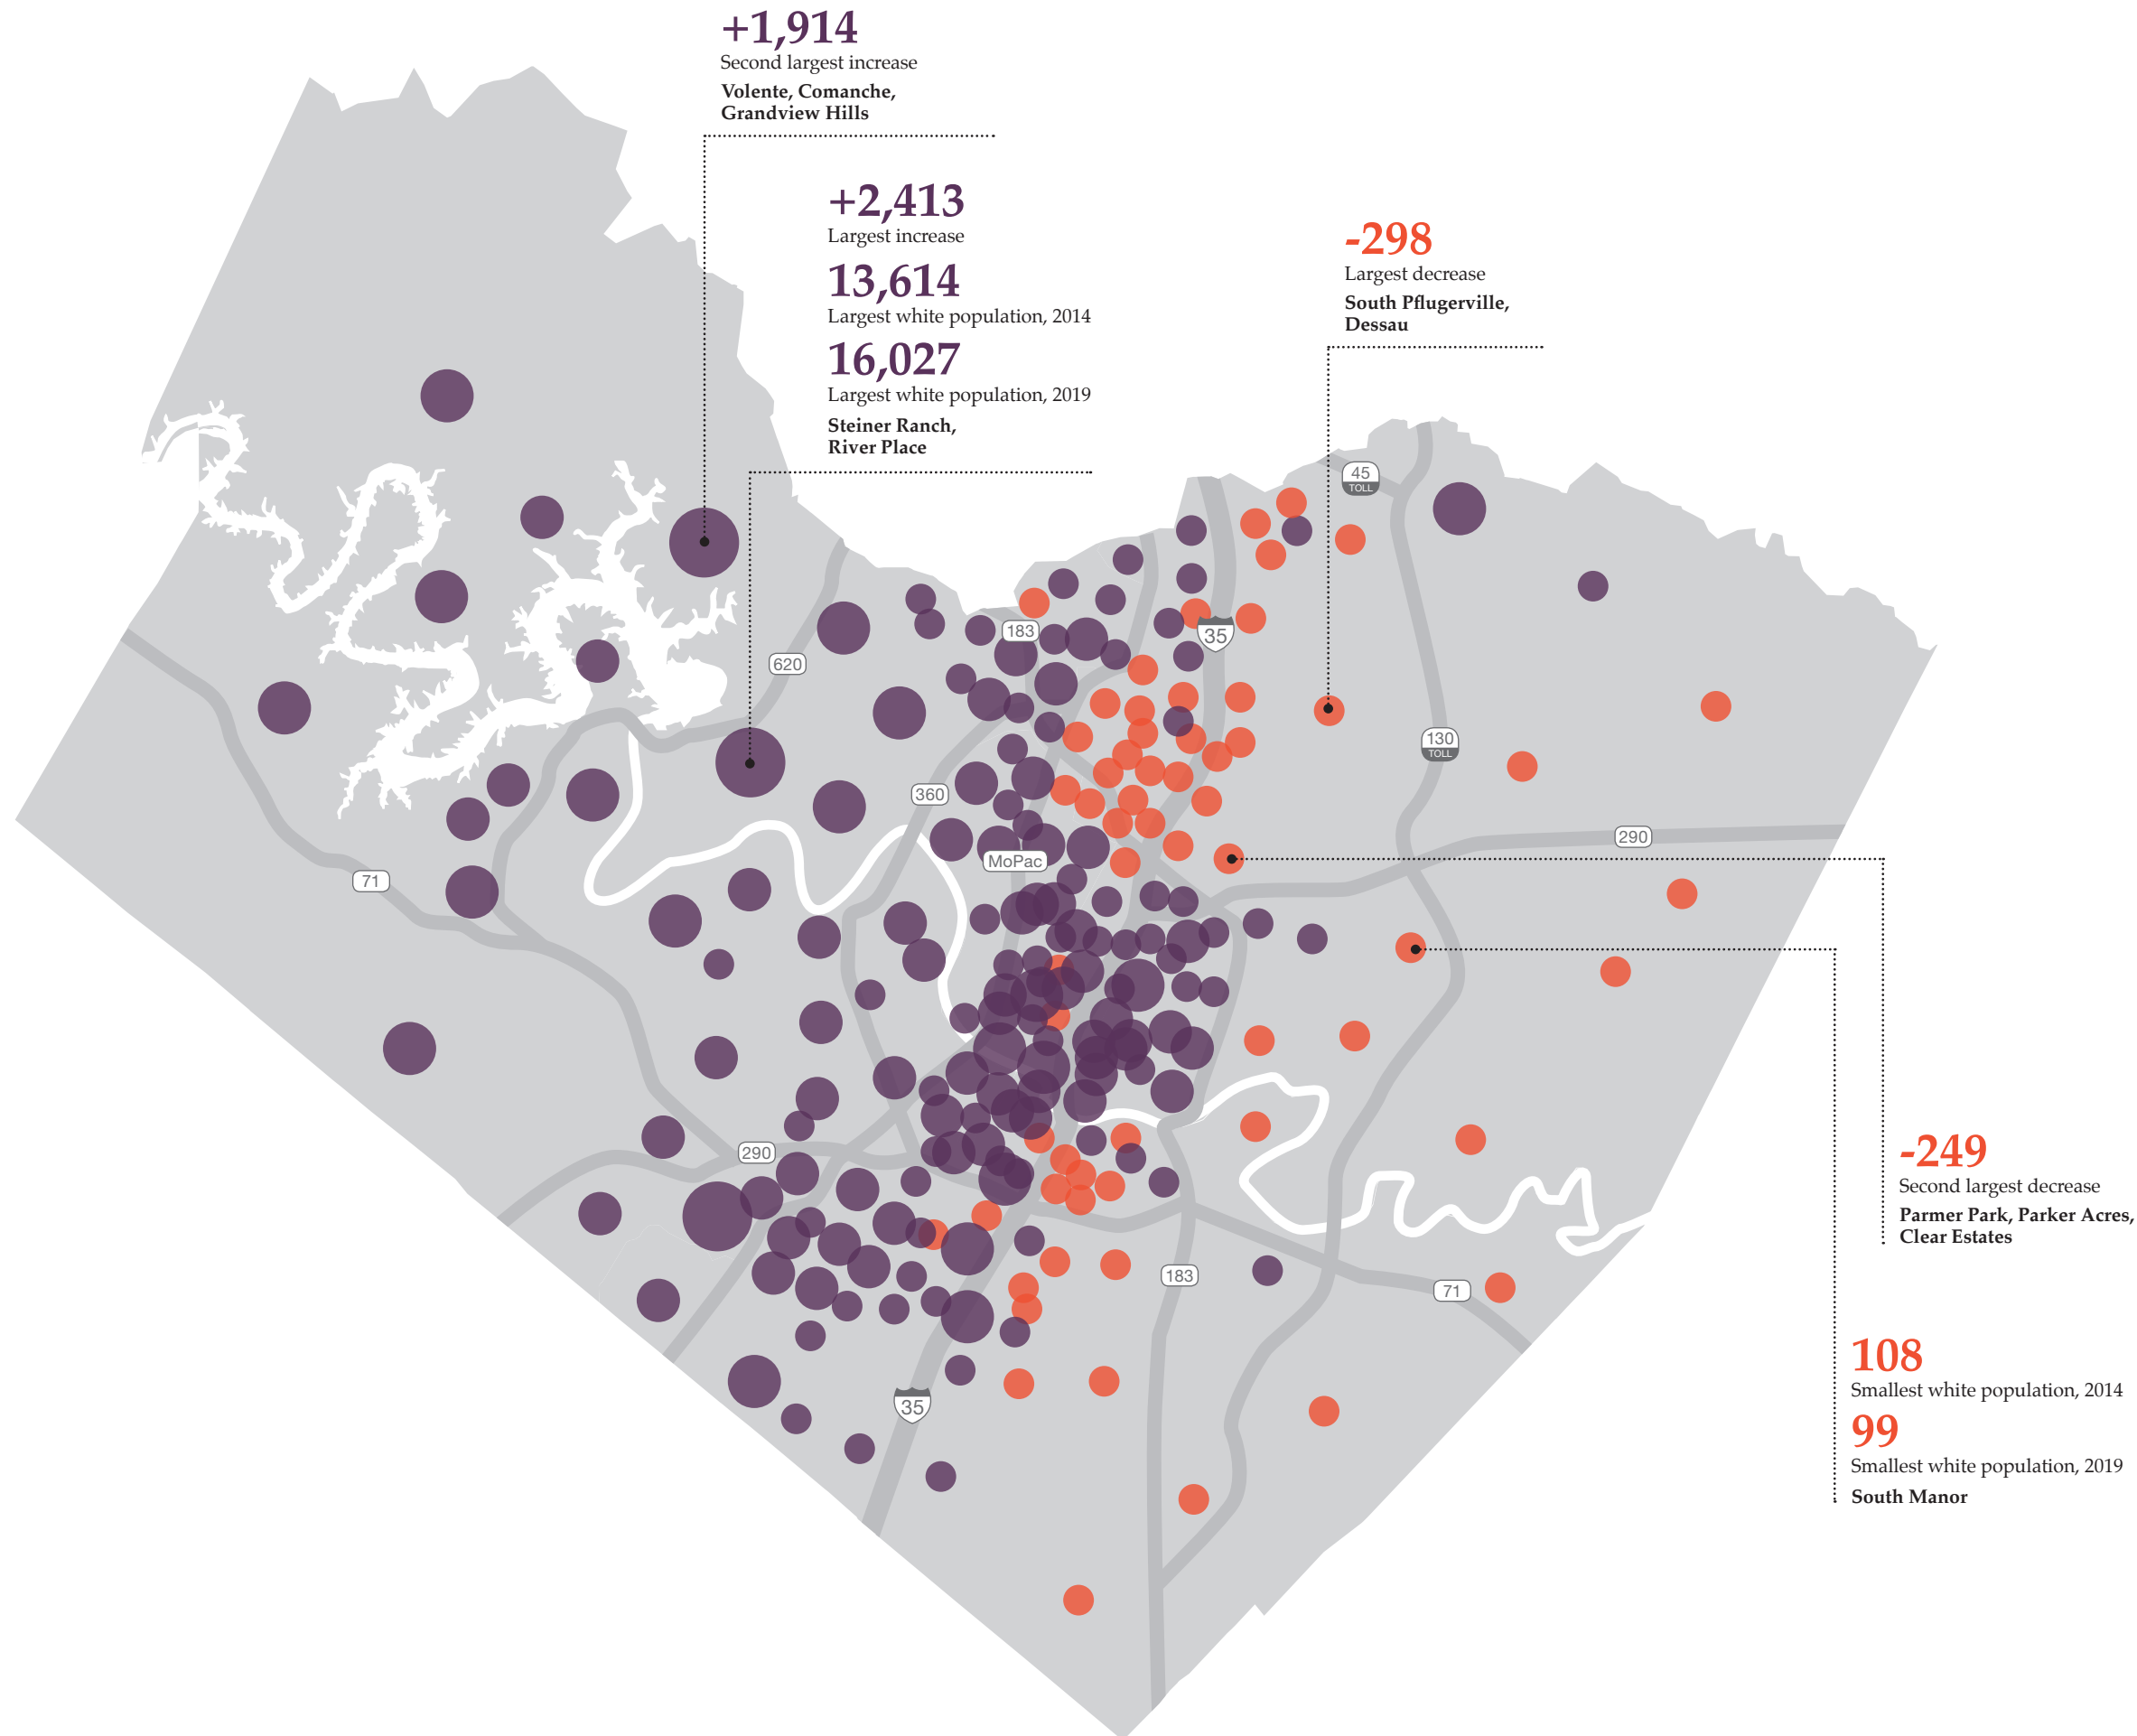 +1,914
Second largest increase
Volente, Comanche,
Grandview Hills
+2,413
Largest increase
13,614
Largest white population, 2014
16,027
Largest white population, 2019
Steiner Ranch,
River Place
-298
Largest decrease
South Pflugerville,
Dessau
45
TOLL
183
35
620
130
TOLL
360
290
MoPac
71
290
183
71
35
-249
Second largest decrease
Parmer Park, Parker Acres,
Clear Estates
108
Smallest white population, 2014
99
Smallest white population, 2019
South Manor